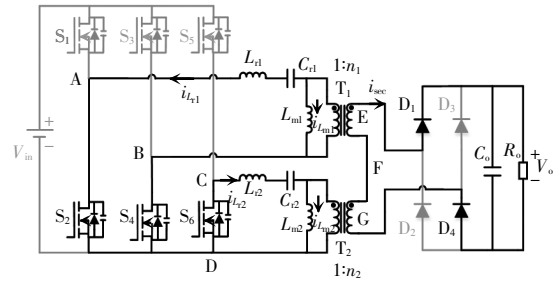 S1 S3 S5
Lr1 Cr1 1:n1
A T1
iLr1 isec
Lm1 iLm1 E D1 D3
Vin + −
B F
C Co Ro + − Vo
iLr2 Lr2 Cr2
S2 S4 S6
Lm2 iLm2 G
D2 D4
T2
D 1:n2